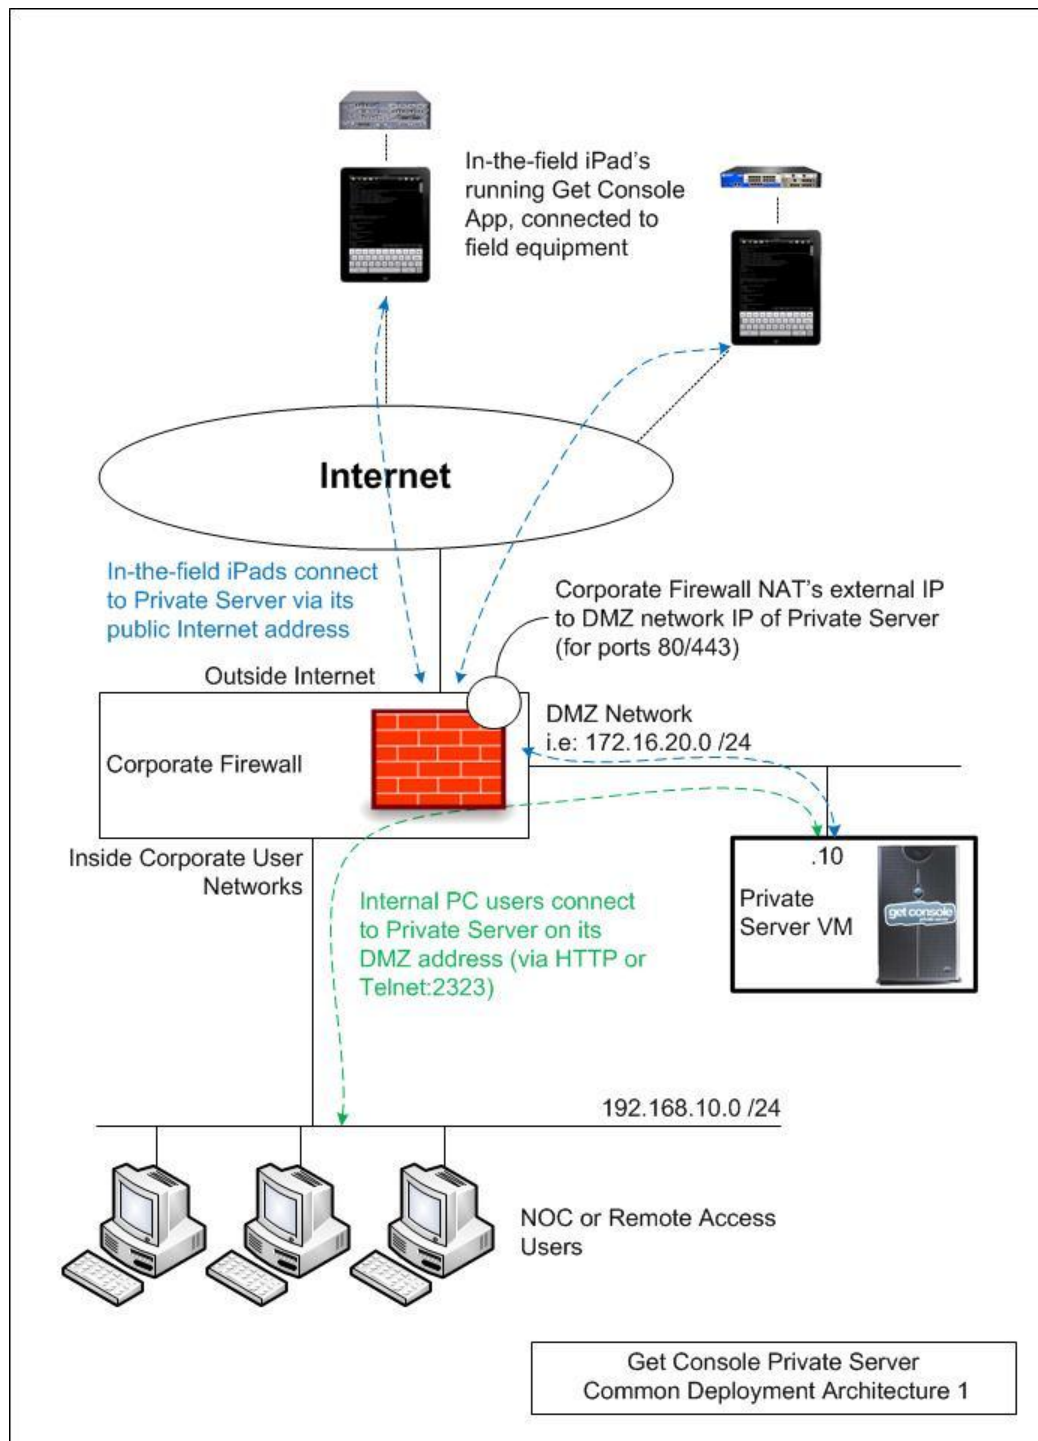 In-the-field iPad's
running Get Console
App, connected to
field equipment
Internet
In-the-field iPads connect
to Private Server via its
public Internet address
Corporate Firewall NAT's external IP
to DMZ network IP of Private Server
(for ports 80/443)
Outside Internet
DMZ Network
i.e: 172.16.20.0 /24
Corporate Firewall
Inside Corporate User
Networks
.10
Private
Server VM
get console
Internal PC users connect
to Private Server on its
DMZ address (via HTTP or
Telnet:2323)
192.168.10.0 /24
NOC or Remote Access
Users
Get Console Private Server
Common Deployment Architecture 1